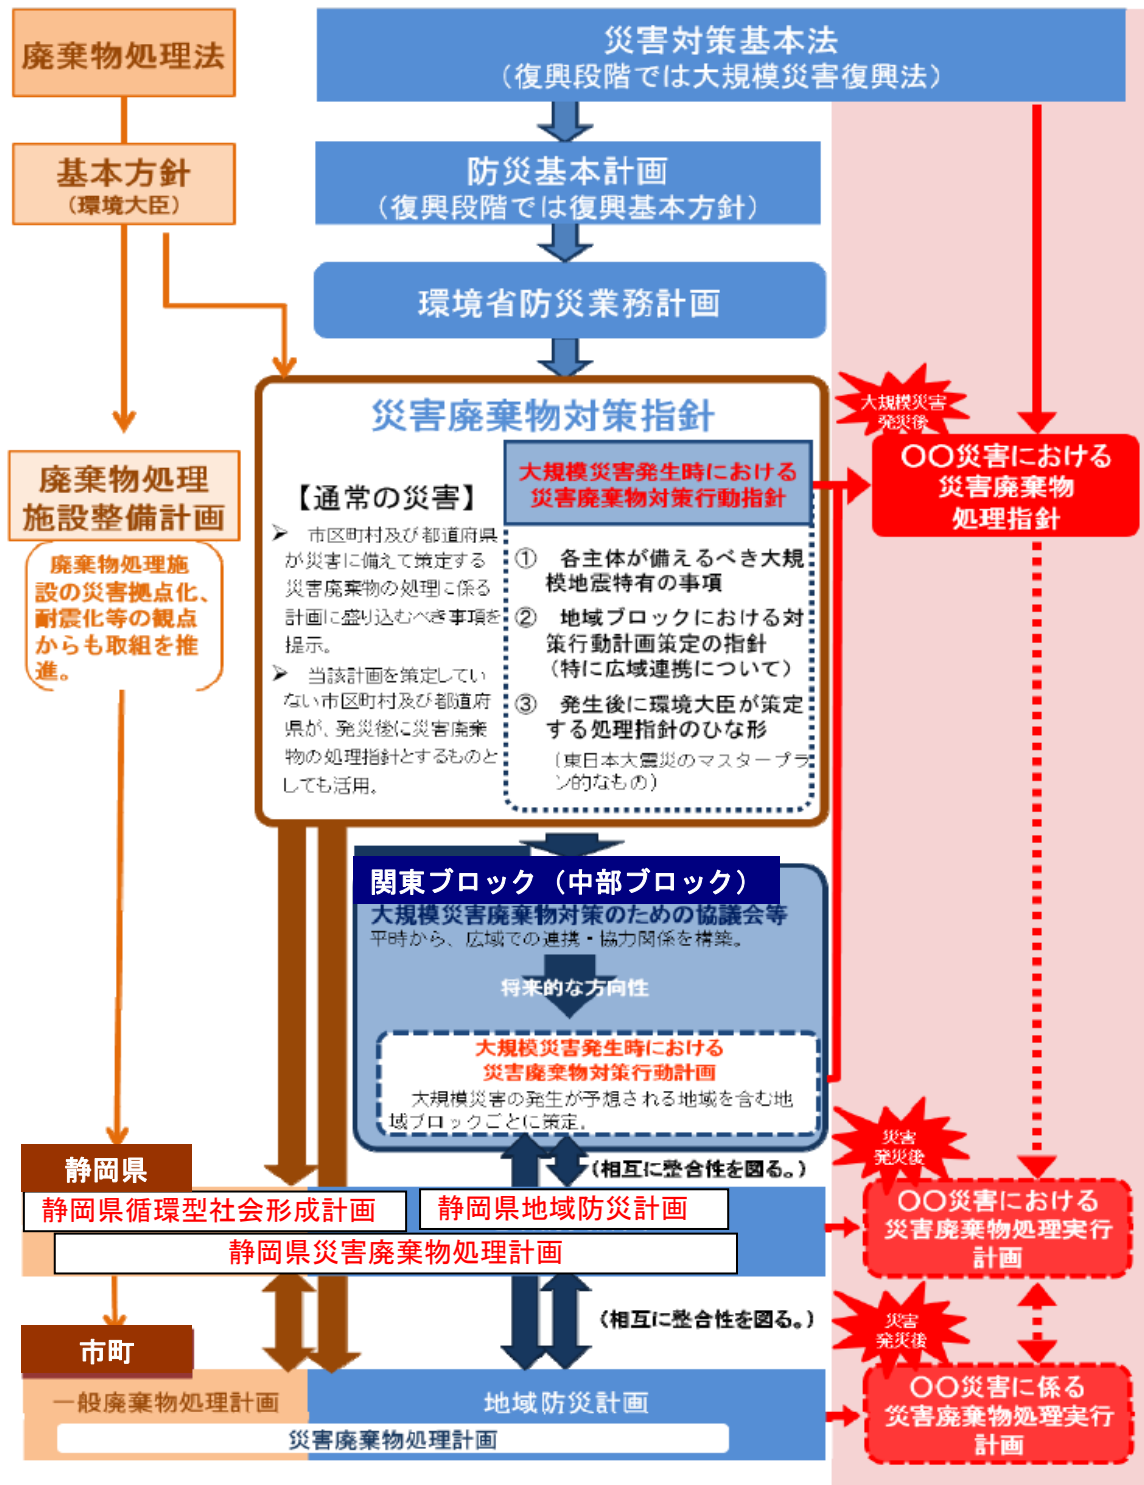 廃棄物処理法
災害対策基本法
（復興段階では大規模災害復興法）
基本方針
（環境大臣）
防災基本計画
（復興段階では復興基本方針）
環境省防災業務計画
災害廃棄物対策指針
【通常の災害】
➢ 市区町村及び都道府県
が災害に備えて策定する
災害廃棄物の処理に係る
計画に盛り込むべき事項を
提示。
➢ 当該計画を策定してい
ない市区町村及び都道府
県が、発災後に災害廃棄
物の処理指針とするものと
しても活用。
大規模災害発生時における
災害廃棄物対策行動指針
① 各主体が備えるべき大規
模地震特有の事項
② 地域ブロックにおける対
策行動計画策定の指針
（特に広域連携について）
③ 発生後に環境大臣が策定
する処理指針のひな形
（東日本大震災のマスタープラ
ン的なもの）
大規模災害
発災後
〇〇災害における
災害廃棄物
処理指針
廃棄物処理
施設整備計画
廃棄物処理施
設の災害拠点化、
耐震化等の観点
からも取組を推
進。
関東ブロック（中部ブロック）
大規模災害廃棄物対策のための協議会等
平時から、広域での連携・協力関係を構築。
将来的な方向性
大規模災害発生時における
災害廃棄物対策行動計画
大規模災害の発生が予想される地域を含む地
域ブロックごとに策定。
（相互に整合性を図る。）
災害
発災後
静岡県
静岡県循環型社会形成計画
静岡県地域防災計画
静岡県災害廃棄物処理計画
〇〇災害における
災害廃棄物処理実行
計画
（相互に整合性を図る。）
災害
発災後
市町
一般廃棄物処理計画
地域防災計画
災害廃棄物処理計画
〇〇災害に係る
災害廃棄物処理実行
計画